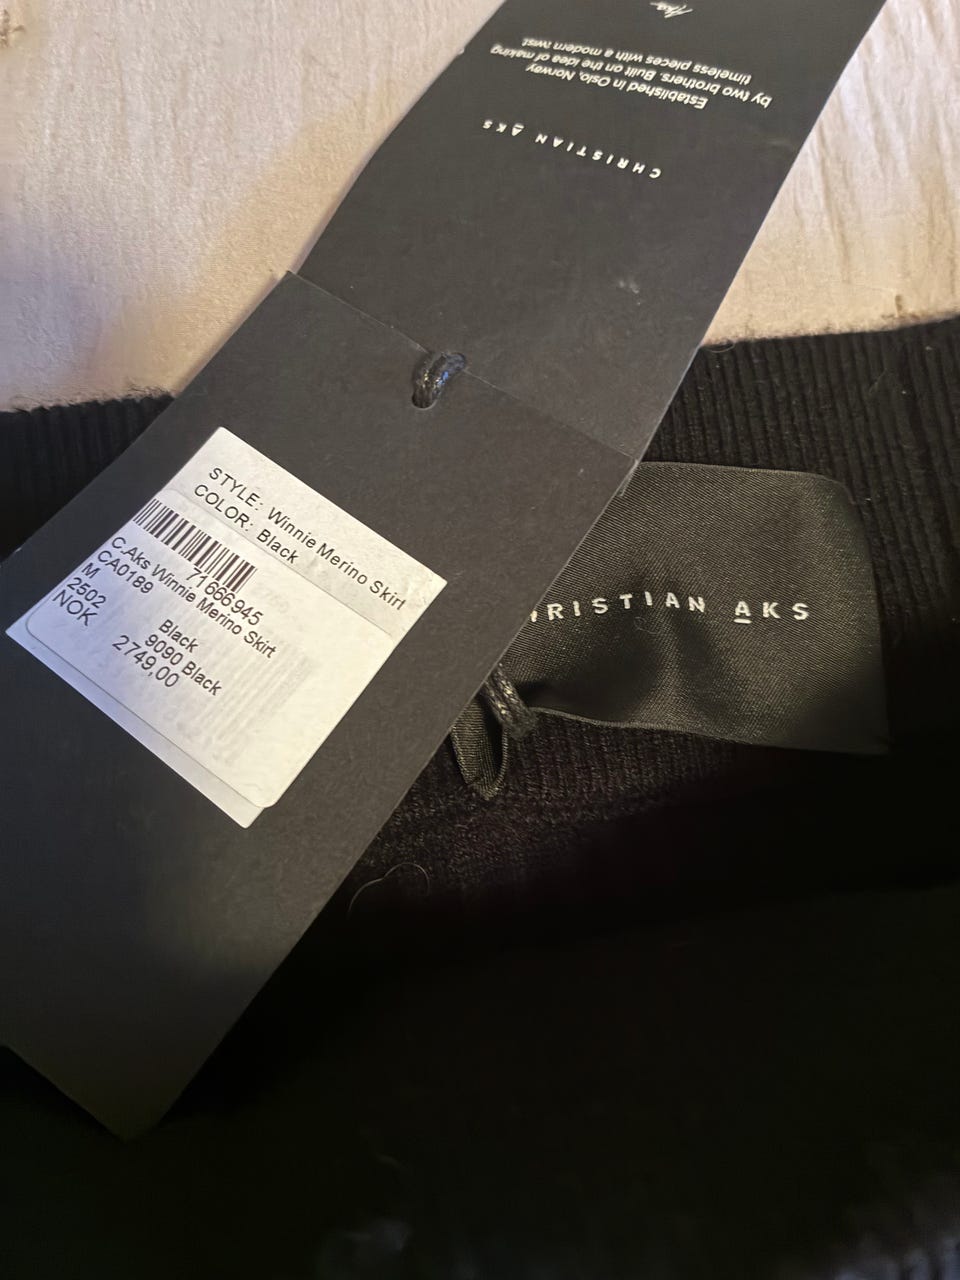 CHRISTIAN AKS
Established in Oslo, Norway
by two brothers. Built on the idea of making
timeless pieces with a modern twist.
STYLE: Winnie Merino Skirt
COLOR: Black
71666945
C.Aks Winnie Merino Skirt
CA0189
M Black
2502 9090 Black
NOK 2749,00
HRISTIAN AKS